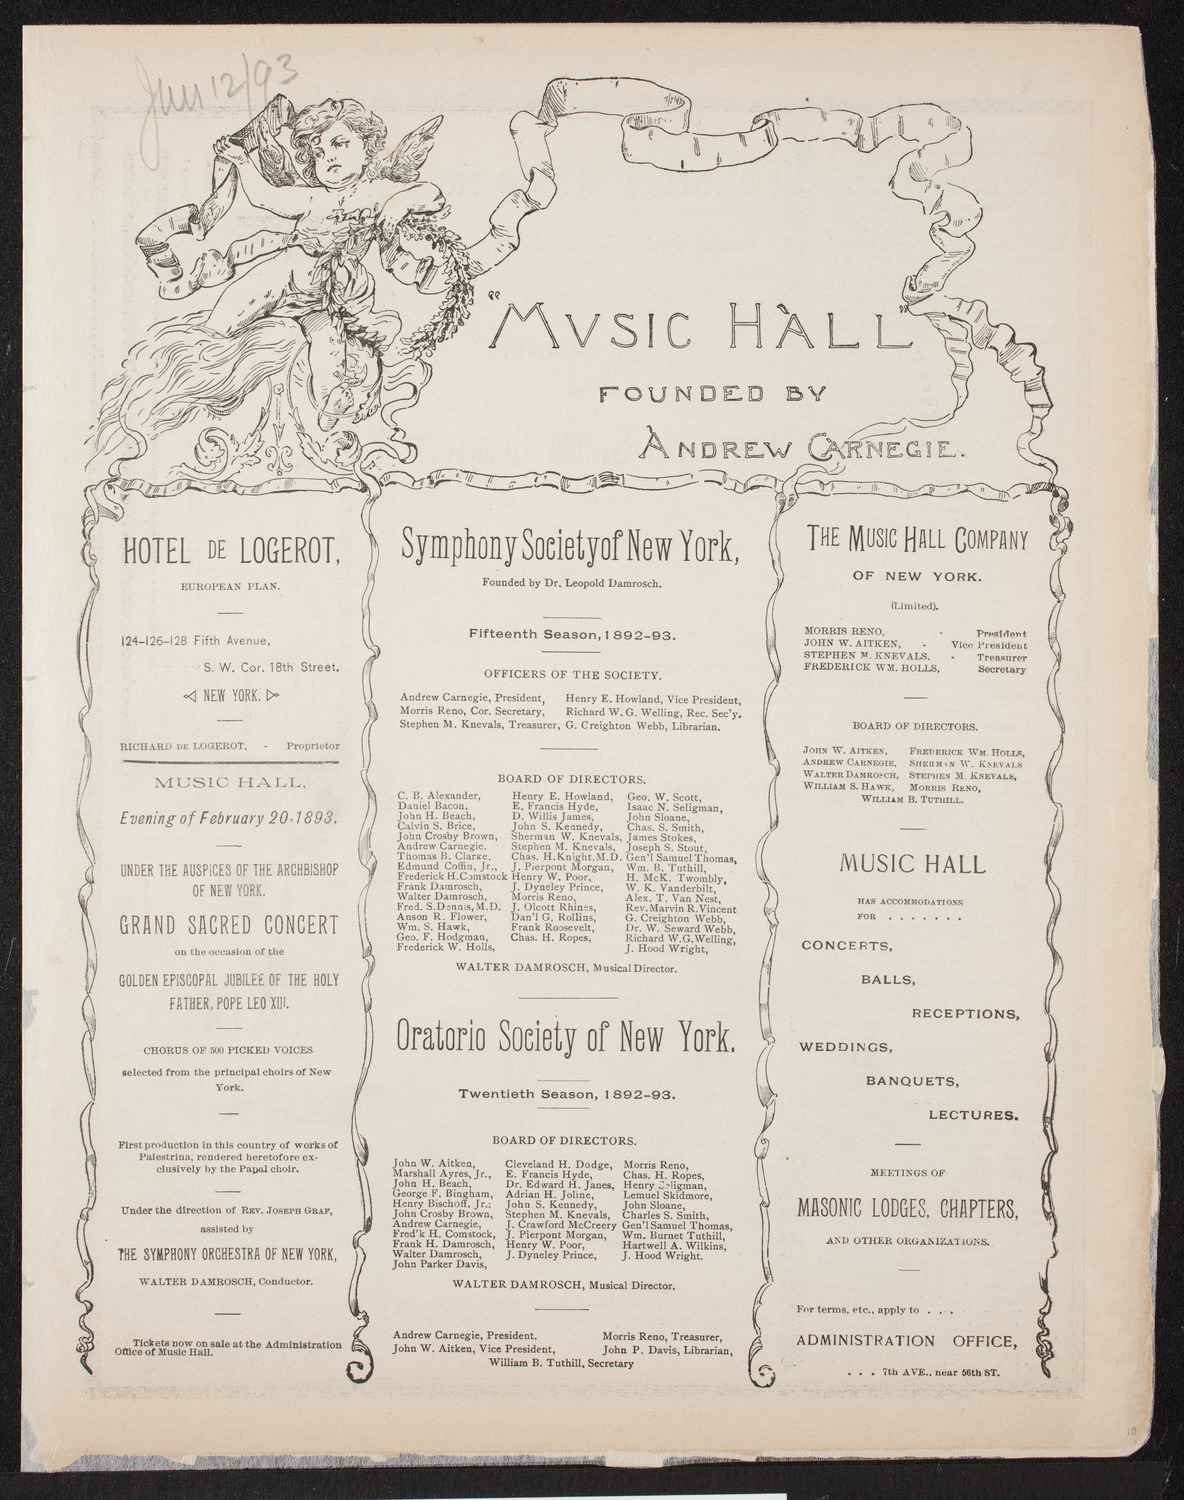 Jun 12/93
"MVSIC HALL"
FOUNDED BY
ANDREW CARNEGIE.
HOTEL DE LOGEROT,
EUROPEAN PLAN.
124-126-128 Fifth Avenue,
S. W. Cor. 18th Street.
NEW YORK.
RICHARD DE LOGEROT, - Proprietor
MUSIC HALL,
Evening of February 20, 1893.
UNDER THE AUSPICES OF THE ARCHBISHOP
OF NEW YORK.
GRAND SACRED CONCERT
on the occasion of the
GOLDEN EPISCOPAL JUBILEE OF THE HOLY
FATHER, POPE LEO XIII.
CHORUS OF 500 PICKED VOICES
selected from the principal choirs of New
York.
First production in this country of works of
Palestrina, rendered heretofore ex-
clusively by the Papal choir.
Under the direction of REV. JOSEPH GRAF,
assisted by
THE SYMPHONY ORCHESTRA OF NEW YORK,
WALTER DAMROSCH, Conductor.
Tickets now on sale at the Administration
Office of Music Hall.
Symphony Society of New York,
Founded by Dr. Leopold Damrosch.
Fifteenth Season, 1892-93.
OFFICERS OF THE SOCIETY.
Andrew Carnegie, President, Henry E. Howland, Vice President,
Morris Reno, Cor. Secretary, Richard W. G. Welling, Rec. Sec'y.
Stephen M. Knevals, Treasurer, G. Creighton Webb, Librarian.
BOARD OF DIRECTORS.
C. B. Alexander, Henry E. Howland, Geo. W. Scott,
Daniel Bacon, E. Francis Hyde, Isaac N. Seligman,
John H. Beach, D. Willis James, John Sloane,
Calvin S. Brice, John S. Kennedy, Chas. S. Smith,
John Crosby Brown, Sherman W. Knevals, James Stokes,
Andrew Carnegie. Stephen M. Knevals, Joseph S. Stout,
Thomas B. Clarke, Chas. H. Knight, M.D. Gen'l Samuel Thomas,
Edmund Coffin, Jr., J. Pierpont Morgan, Wm. B. Tuthill,
Frederick H. Comstock Henry W. Poor, H. McK. Twombly,
Frank Damrosch, J. Dyneley Prince, W. K. Vanderbilt,
Walter Damrosch, Morris Reno, Alex. T. Van Nest,
Fred. S. Dennis, M.D. J. Olcott Rhines, Rev. Marvin R. Vincent
Anson R. Flower, Dan'l G. Rollins, G. Creighton Webb,
Wm. S. Hawk, Frank Roosevelt, Dr. W. Seward Webb,
Geo. F. Hodgman, Chas. H. Ropes, Richard W.G. Welling,
Frederick W. Holls, J. Hood Wright,
WALTER DAMROSCH, Musical Director.
Oratorio Society of New York.
Twentieth Season, 1892-93.
BOARD OF DIRECTORS.
John W. Aitken, Cleveland H. Dodge, Morris Reno,
Marshall Ayres, Jr., E. Francis Hyde, Chas. H. Ropes,
John H. Beach, Dr. Edward H. Janes, Henry Seligman,
George F. Bingham, Adrian H. Joline, Lemuel Skidmore,
Henry Bischoff, Jr.: John S. Kennedy, John Sloane,
John Crosby Brown, Stephen M. Knevals, Charles S. Smith,
Andrew Carnegie, J. Crawford McCreery Gen'l Samuel Thomas,
Fred'k H. Comstock, J. Pierpont Morgan, Wm. Burnet Tuthill,
Frank H. Damrosch, Henry W. Poor, Hartwell A. Wilkins,
Walter Damrosch, J. Dyneley Prince, J. Hood Wright.
John Parker Davis,
WALTER DAMROSCH, Musical Director.
Andrew Carnegie, President. Morris Reno, Treasurer,
John W. Aitken, Vice President, John P. Davis, Librarian,
William B. Tuthill, Secretary
THE MUSIC HALL COMPANY
OF NEW YORK.
(Limited).
MORRIS RENO, - President
JOHN W. AITKEN, - Vice President
STEPHEN M. KNEVALS, - Treasurer
FREDERICK WM. HOLLS, Secretary
BOARD OF DIRECTORS.
JOHN W. AITKEN, FREDERICK WM. HOLLS,
ANDREW CARNEGIE, SHERMAN W. KNEVALS
WALTER DAMROSCH, STEPHEN M. KNEVALS,
WILLIAM S. HAWK, MORRIS RENO,
WILLIAM B. TUTHILL.
MUSIC HALL
HAS ACCOMMODATIONS
FOR . . . . . . .
CONCERTS,
BALLS,
RECEPTIONS,
WEDDINGS,
BANQUETS,
LECTURES.
MEETINGS OF
MASONIC LODGES, CHAPTERS,
AND OTHER ORGANIZATIONS.
For terms, etc., apply to . . .
ADMINISTRATION OFFICE,
. . . 7th AVE., near 56th ST.
10